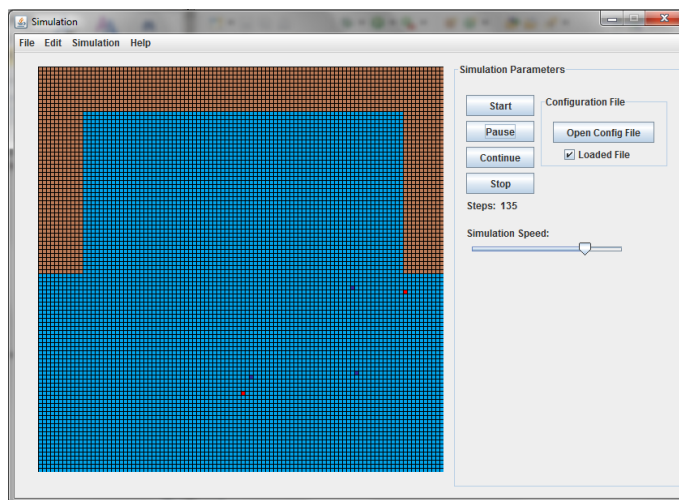 Simulation
File Edit Simulation Help
Simulation Parameters
Start
Configuration File
Pause
Open Config File
Continue
Loaded File
Stop
Steps: 135
Simulation Speed: